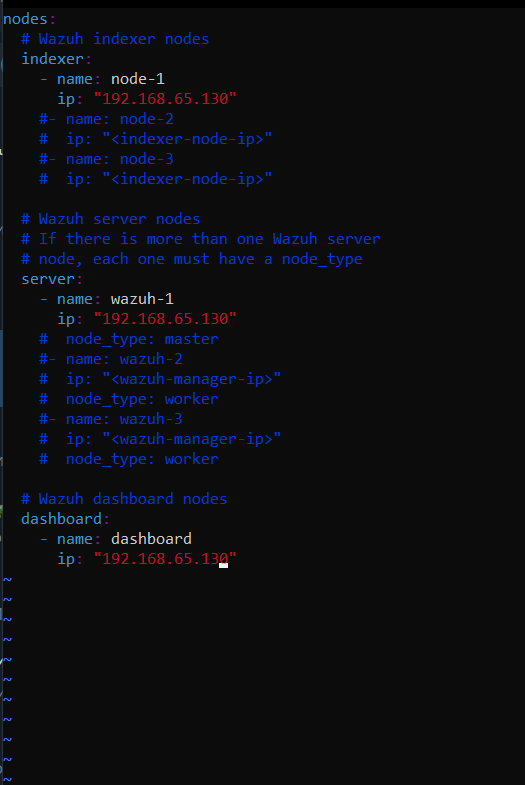 nodes:
  # Wazuh indexer nodes
  indexer:
    - name: node-1
      ip: "192.168.65.130"
    #- name: node-2
    #  ip: "<indexer-node-ip>"
    #- name: node-3
    #  ip: "<indexer-node-ip>"

  # Wazuh server nodes
  # If there is more than one Wazuh server
  # node, each one must have a node_type
  server:
    - name: wazuh-1
      ip: "192.168.65.130"
    #  node_type: master
    #- name: wazuh-2
    #  ip: "<wazuh-manager-ip>"
    #  node_type: worker
    #- name: wazuh-3
    #  ip: "<wazuh-manager-ip>"
    #  node_type: worker

  # Wazuh dashboard nodes
  dashboard:
    - name: dashboard
      ip: "192.168.65.130"
~
~
~
~
~
~
~
~
~
~
~